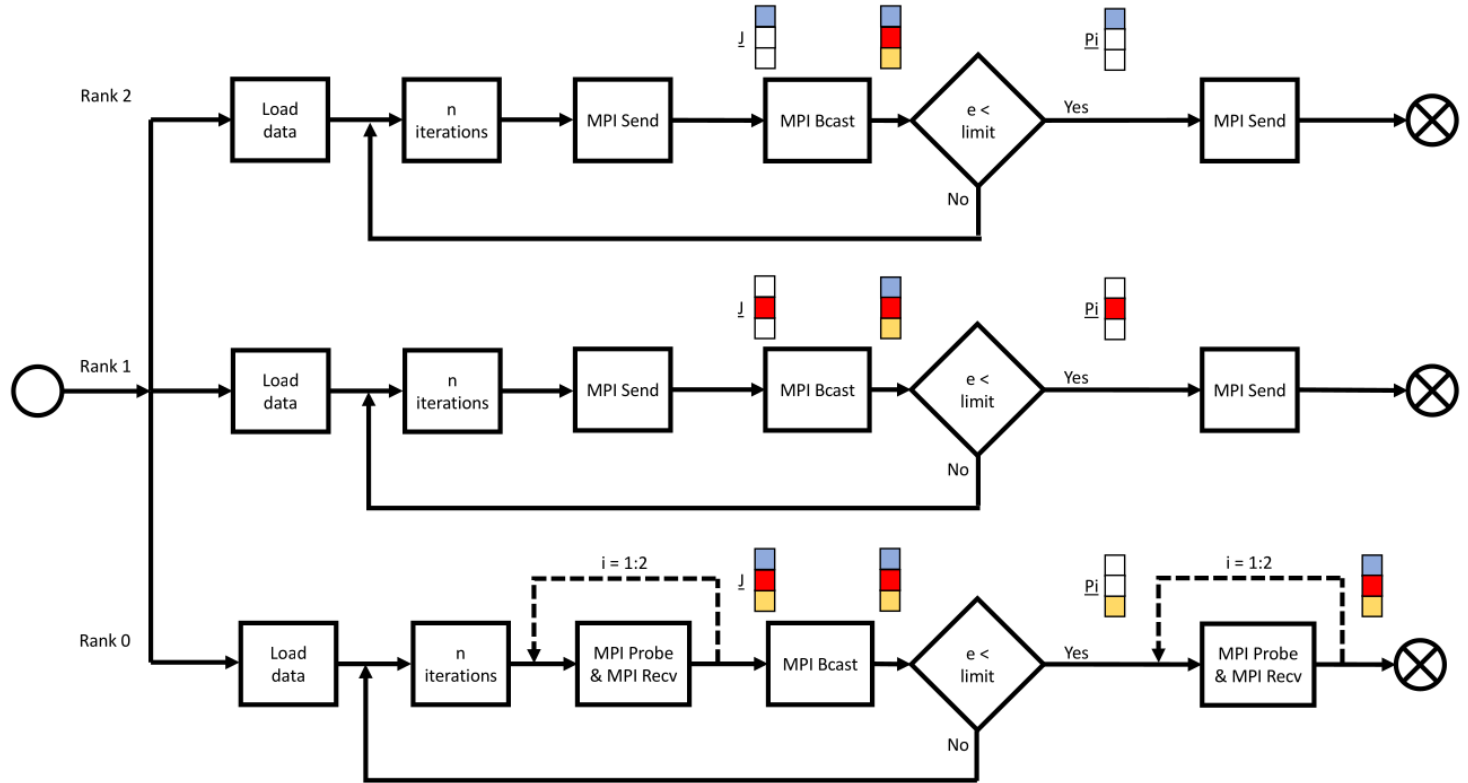 J
Pi
Rank 2
Load
data
n
iterations
MPI Send
MPI Bcast
e <
limit
Yes
MPI Send
No
J
Pi
Rank 1
Load
data
n
iterations
MPI Send
MPI Bcast
e <
limit
Yes
MPI Send
No
i = 1:2
J
Pi
i = 1:2
Rank 0
Load
data
n
iterations
MPI Probe
& MPI Recv
MPI Bcast
e <
limit
Yes
MPI Probe
& MPI Recv
No